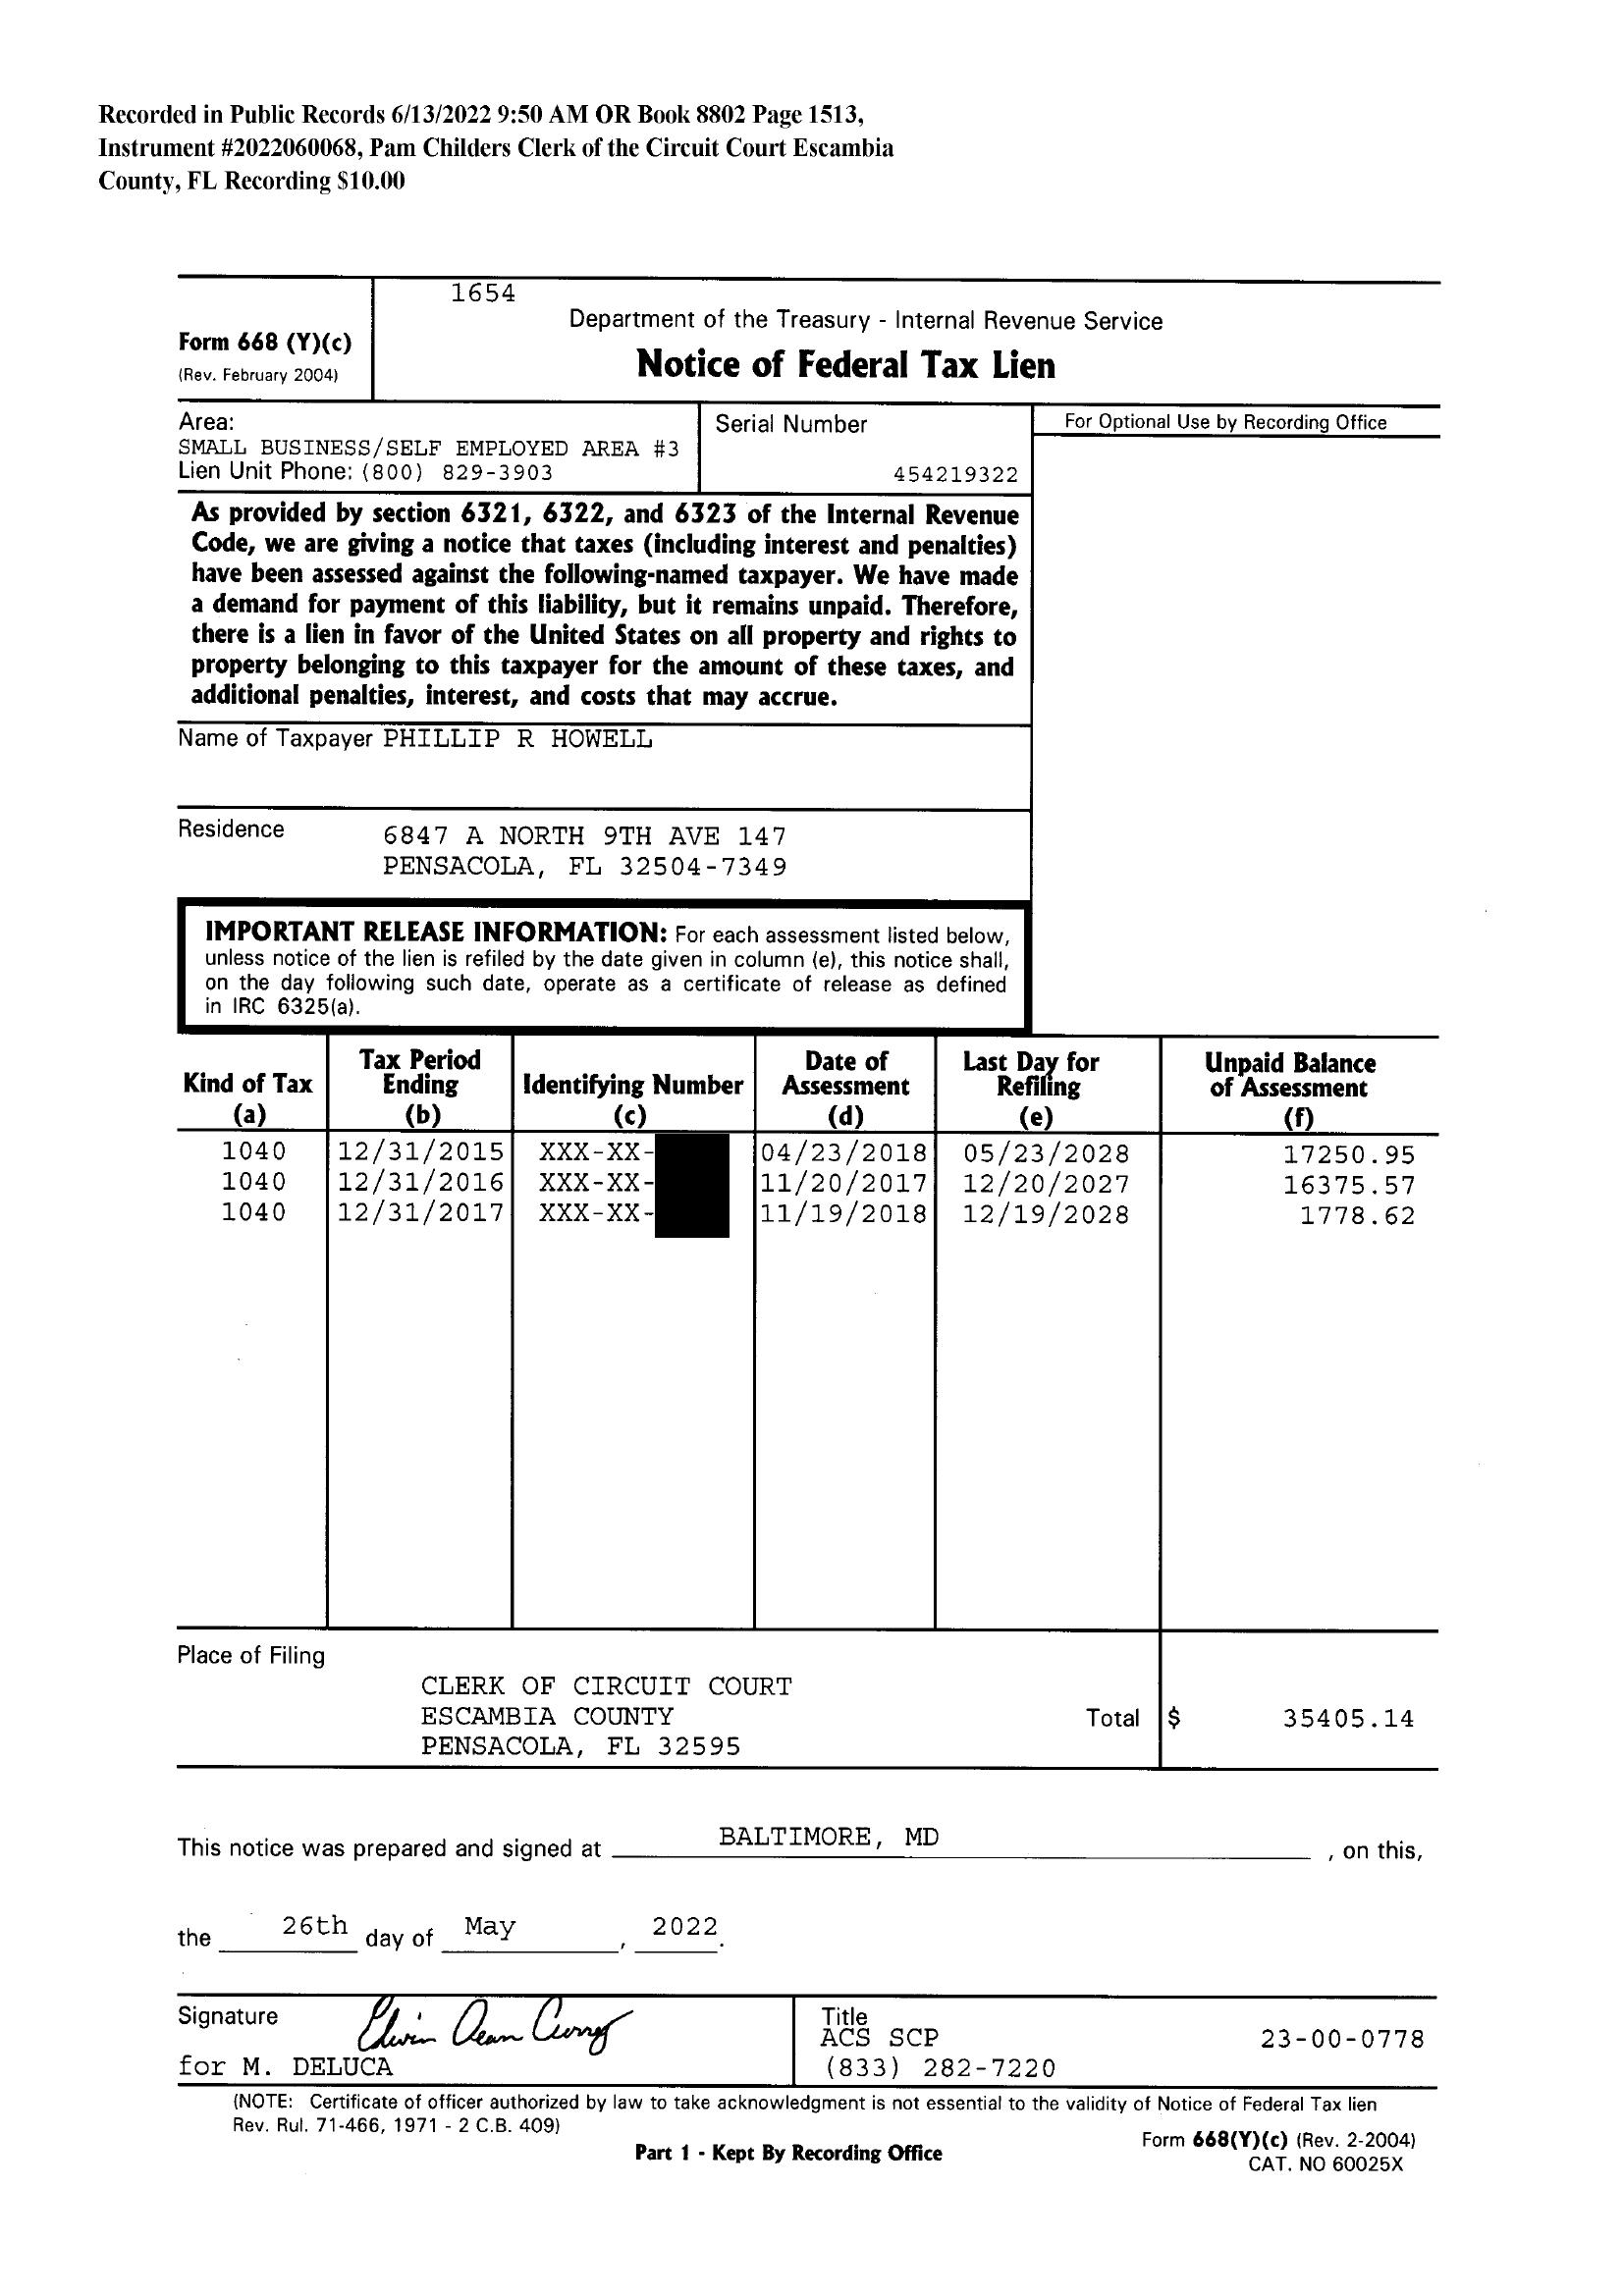 Recorded in Public Records 6/13/2022 9:50 AM OR Book 8802 Page 1513,
Instrument #2022060068, Pam Childers Clerk of the Circuit Court Escambia
County, FL Recording $10.00
1654
Form 668 (Y)(c)
(Rev. February 2004)
Department of the Treasury - Internal Revenue Service
Notice of Federal Tax Lien
Area:
SMALL BUSINESS/SELF EMPLOYED AREA #3
Lien Unit Phone: (800) 829-3903
Serial Number
454219322
For Optional Use by Recording Office
As provided by section 6321, 6322, and 6323 of the Internal Revenue
Code, we are giving a notice that taxes (including interest and penalties)
have been assessed against the following-named taxpayer. We have made
a demand for payment of this liability, but it remains unpaid. Therefore,
there is a lien in favor of the United States on all property and rights to
property belonging to this taxpayer for the amount of these taxes, and
additional penalties, interest, and costs that may accrue.
Name of Taxpayer PHILLIP R HOWELL
Residence 6847 A NORTH 9TH AVE 147
PENSACOLA, FL 32504-7349
IMPORTANT RELEASE INFORMATION: For each assessment listed below,
unless notice of the lien is refiled by the date given in column (e), this notice shall,
on the day following such date, operate as a certificate of release as defined
in IRC 6325(a).
Kind of Tax (a) Tax Period Ending (b) Identifying Number (c) Date of Assessment (d) Last Day for Refiling (e) Unpaid Balance of Assessment (f)
1040 12/31/2015 XXX-XX- 04/23/2018 05/23/2028 17250.95
1040 12/31/2016 XXX-XX- 11/20/2017 12/20/2027 16375.57
1040 12/31/2017 XXX-XX- 11/19/2018 12/19/2028 1778.62
Place of Filing
CLERK OF CIRCUIT COURT
ESCAMBIA COUNTY
PENSACOLA, FL 32595
Total $ 35405.14
This notice was prepared and signed at BALTIMORE, MD , on this,
the 26th day of May , 2022.
Signature
for M. DELUCA
Title
ACS SCP 23-00-0778
(833) 282-7220
(NOTE: Certificate of officer authorized by law to take acknowledgment is not essential to the validity of Notice of Federal Tax lien
Rev. Rul. 71-466, 1971 - 2 C.B. 409)
Part 1 - Kept By Recording Office
Form 668(Y)(c) (Rev. 2-2004)
CAT. NO 60025X